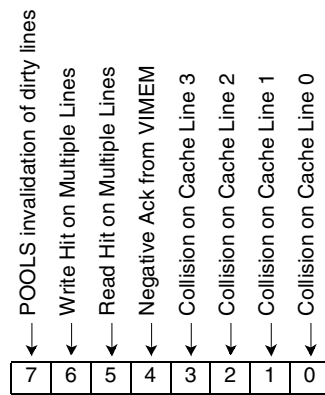 POOLS invalidation of dirty lines
Write Hit on Multiple Lines
Read Hit on Multiple Lines
Negative Ack from VIMEM
Collision on Cache Line 3
Collision on Cache Line 2
Collision on Cache Line 1
Collision on Cache Line 0
7 6 5 4 3 2 1 0